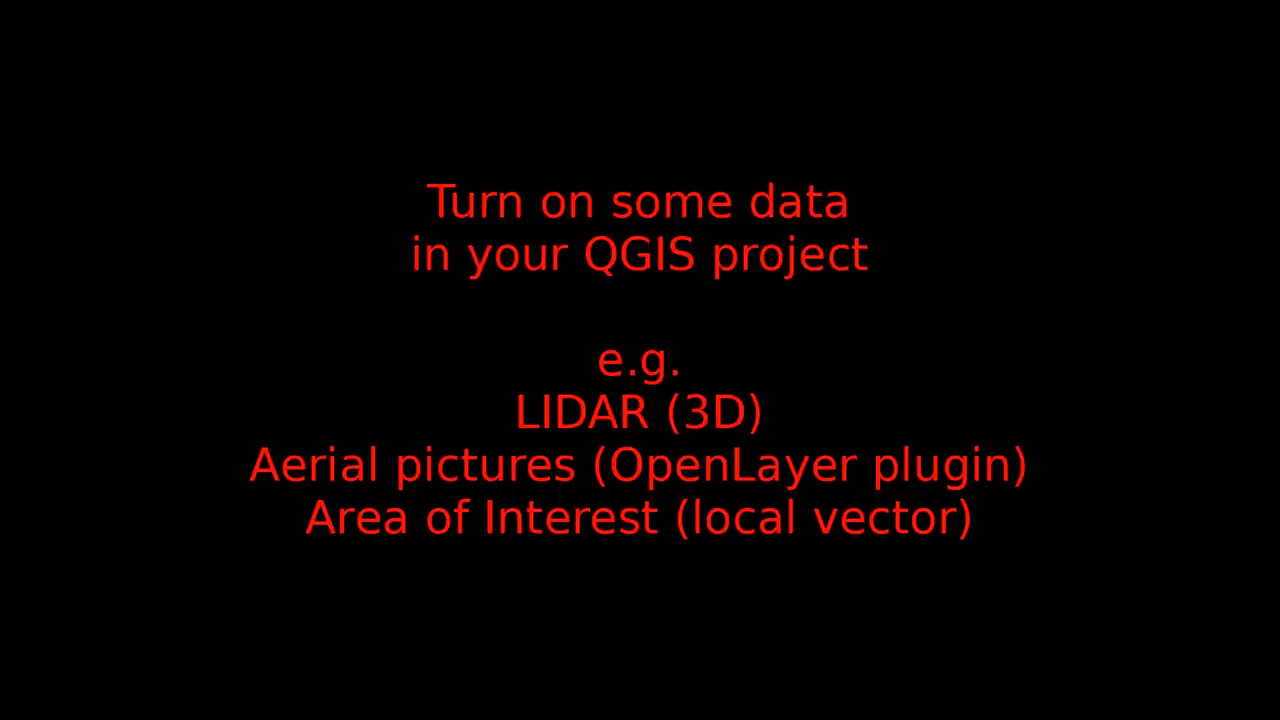 Turn on some data
in your QGIS project
e.g.
LIDAR (3D)
Aerial pictures (OpenLayer plugin)
Area of Interest (local vector)